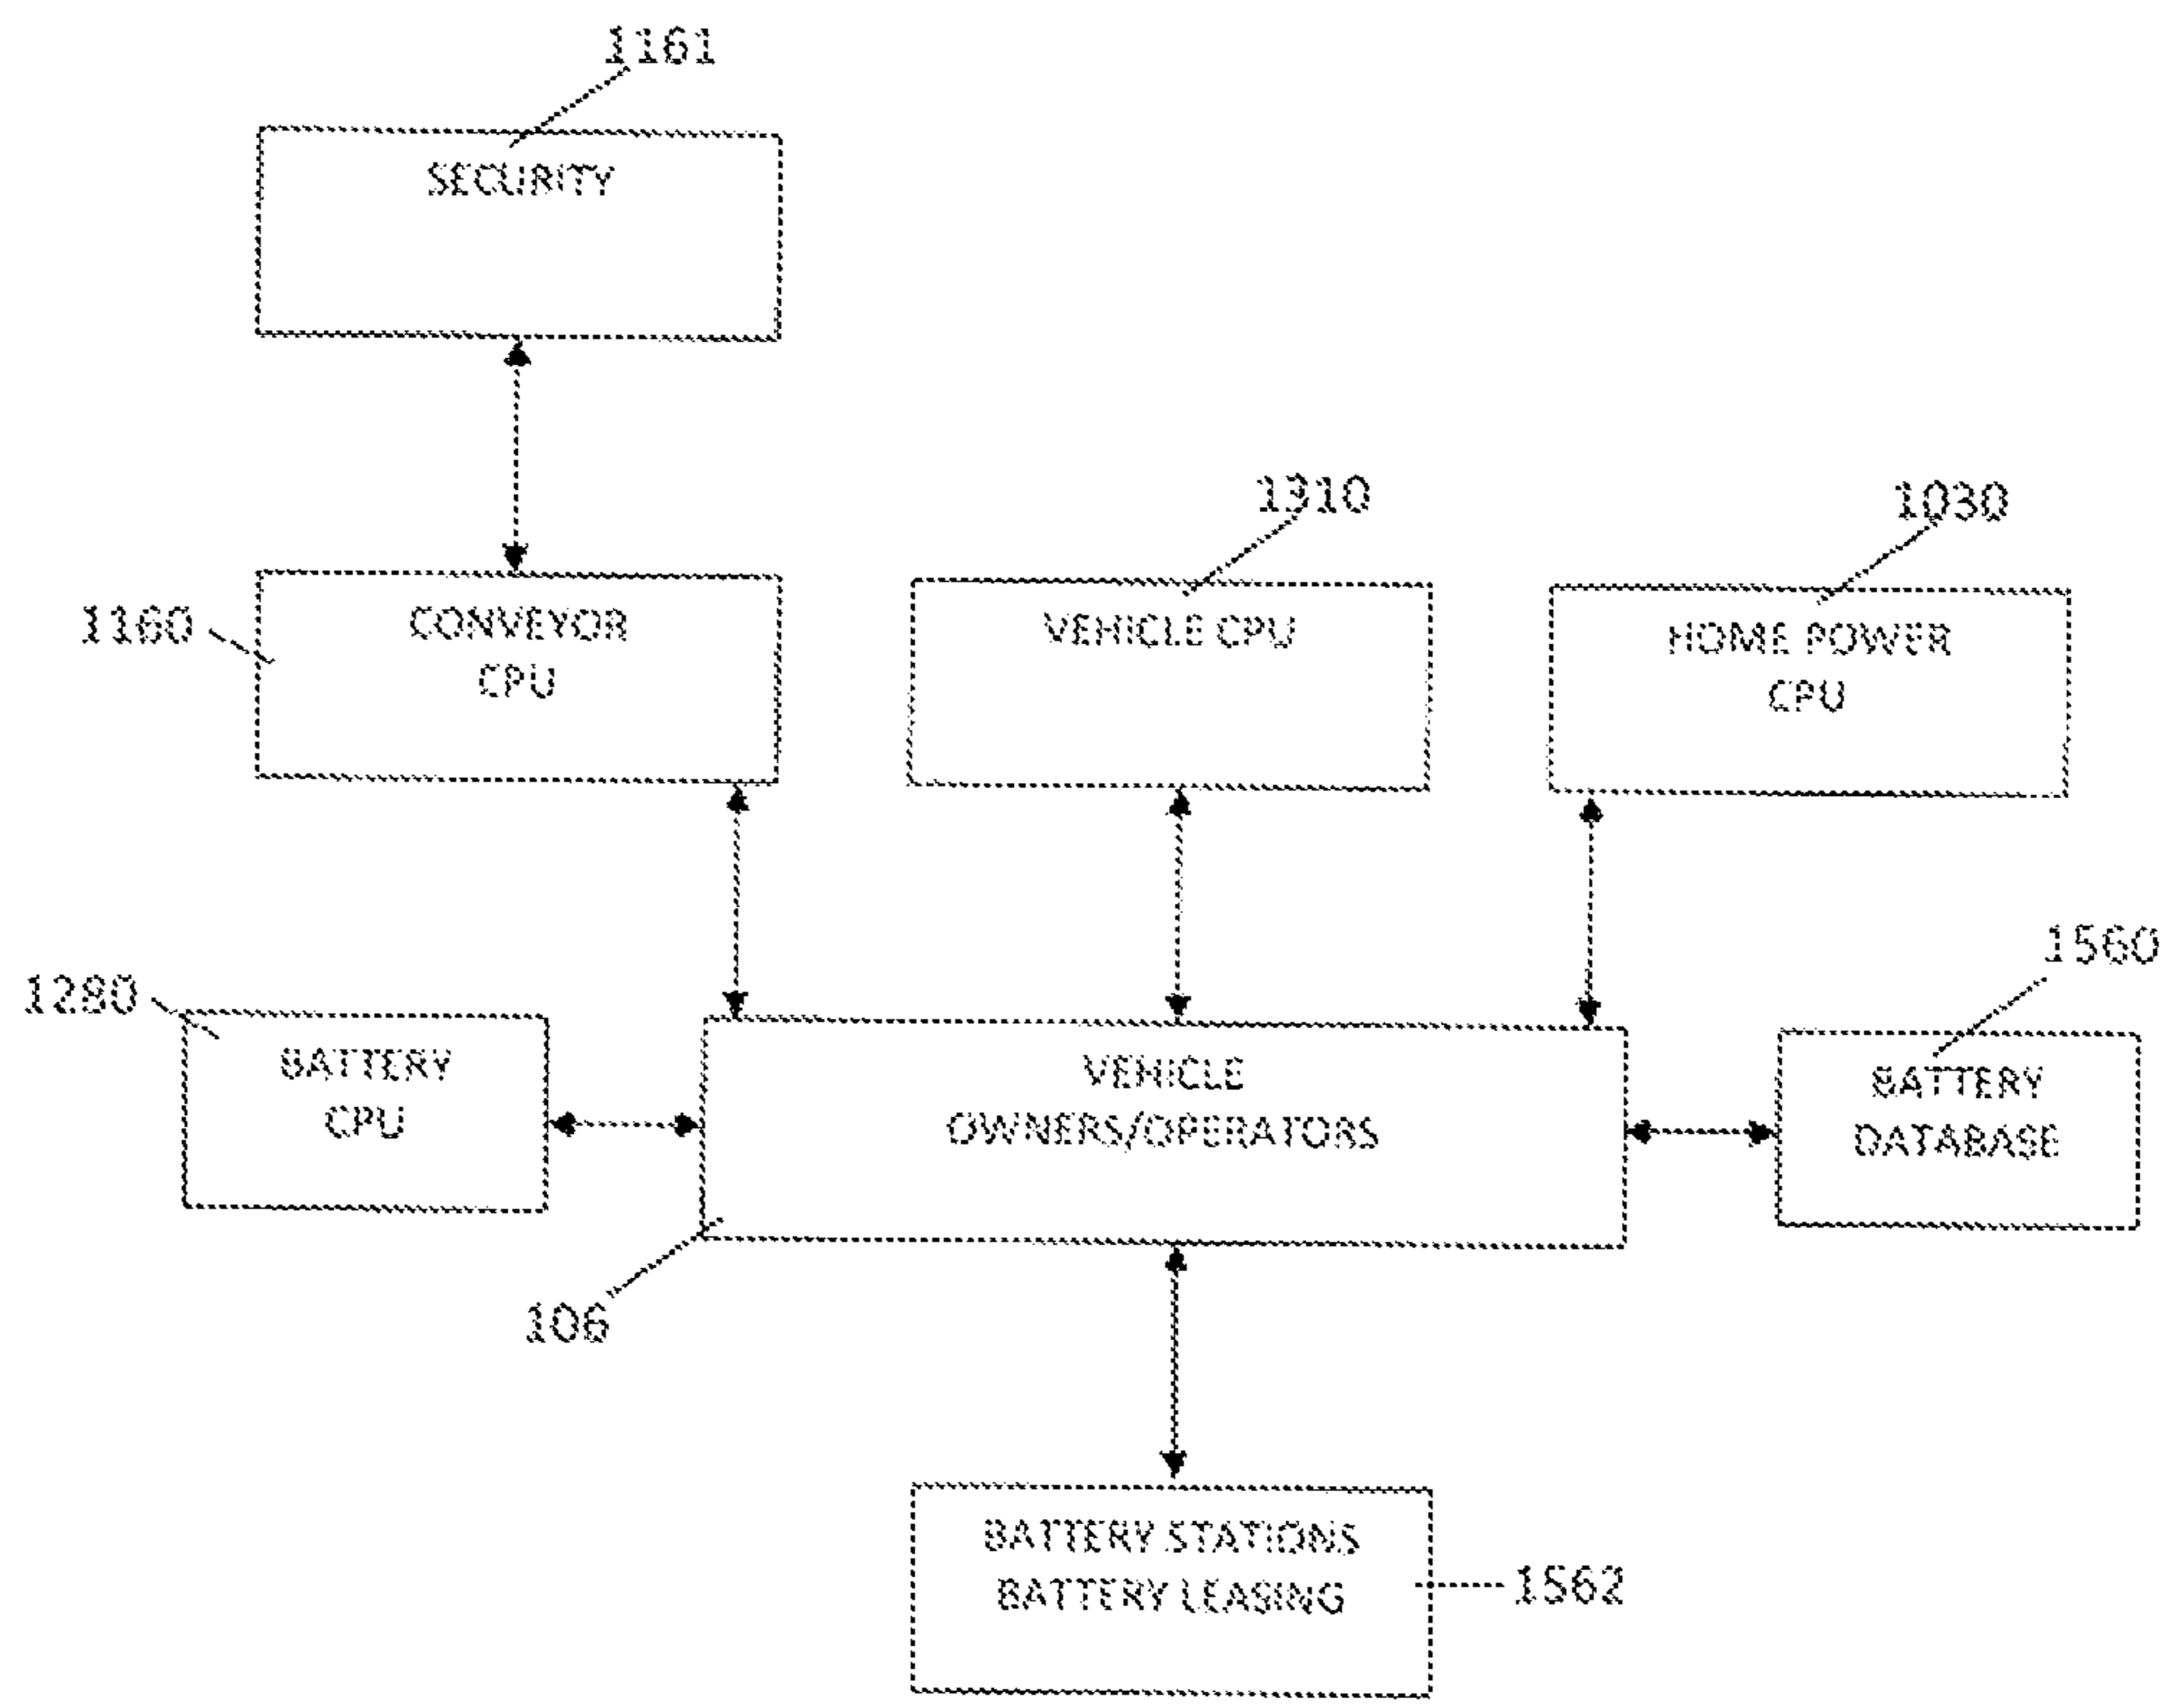 1161
SECURITY
1310
1030
1160
CONVEYOR
CPU
VEHICLE CPU
HOME POWER
CPU
1560
1280
BATTERY
CPU
VEHICLE
OWNERS/OPERATORS
BATTERY
DATABASE
106
BATTERY STATIONS
BATTERY LEASING
1562